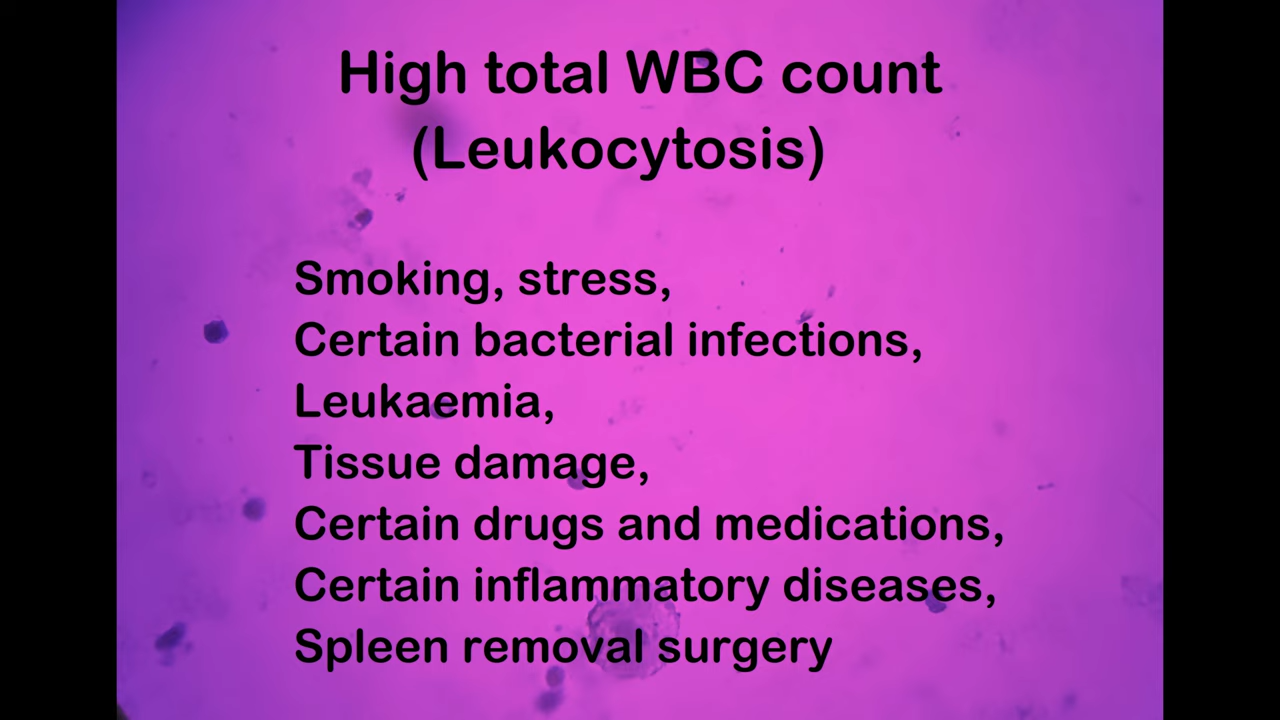 High total WBC count
(Leukocytosis)
Smoking, stress,
Certain bacterial infections,
Leukaemia,
Tissue damage,
Certain drugs and medications,
Certain inflammatory diseases,
Spleen removal surgery